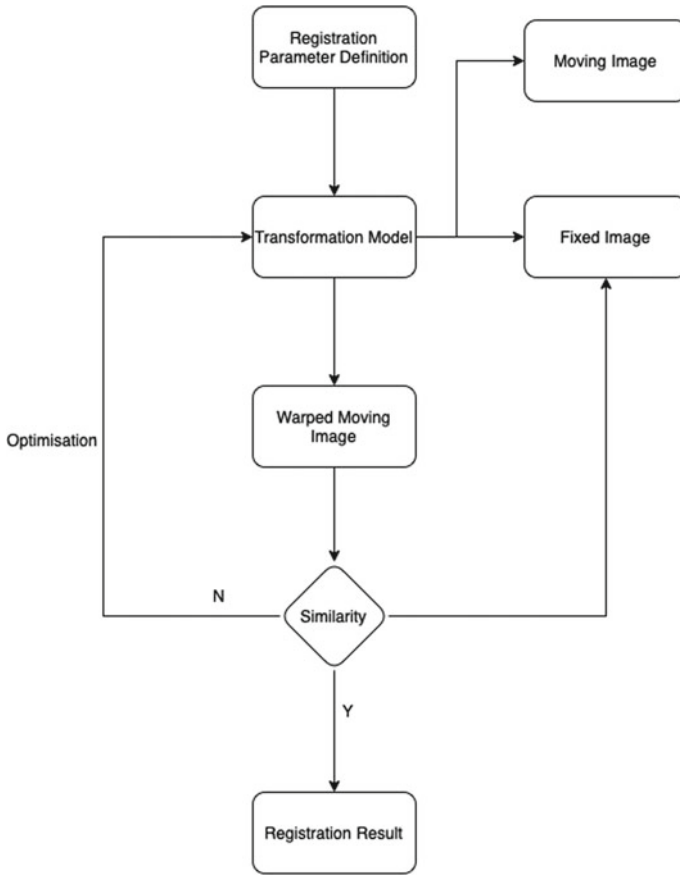 Registration
Parameter Definition
Moving Image
Transformation Model
Fixed Image
Warped Moving
Image
Optimisation
N
Similarity
Y
Registration Result